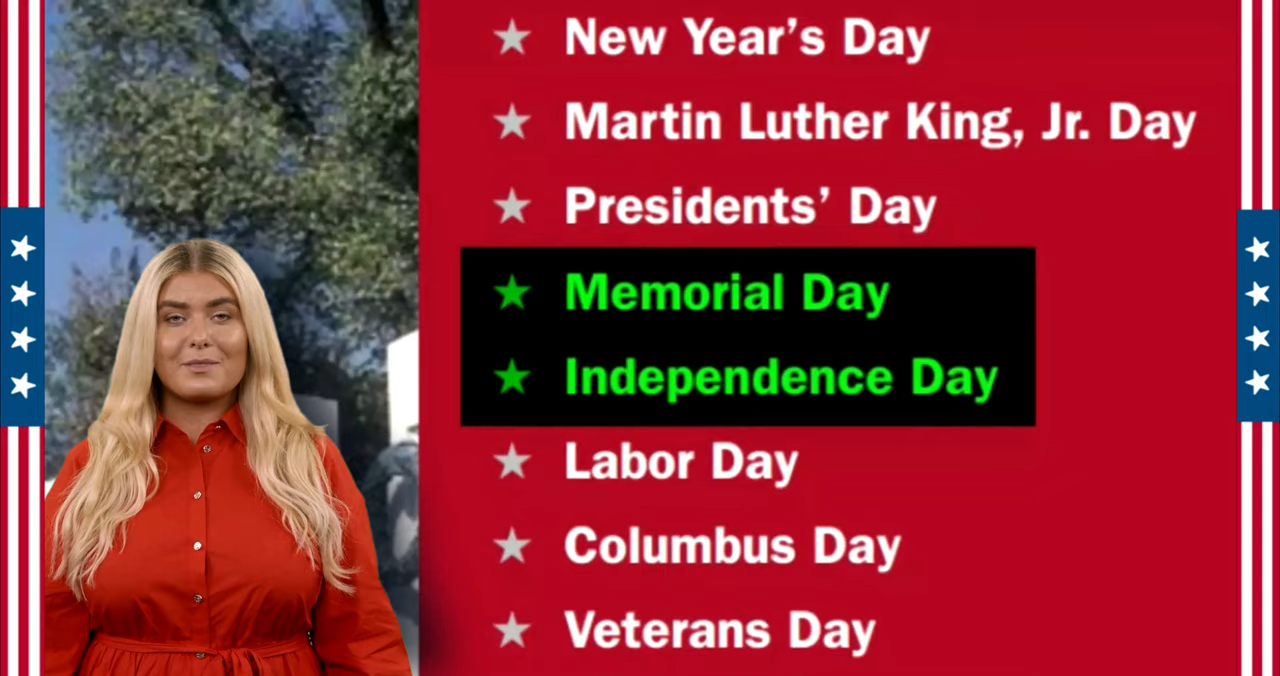 New Year’s Day
Martin Luther King, Jr. Day
Presidents’ Day
Memorial Day
Independence Day
Labor Day
Columbus Day
Veterans Day